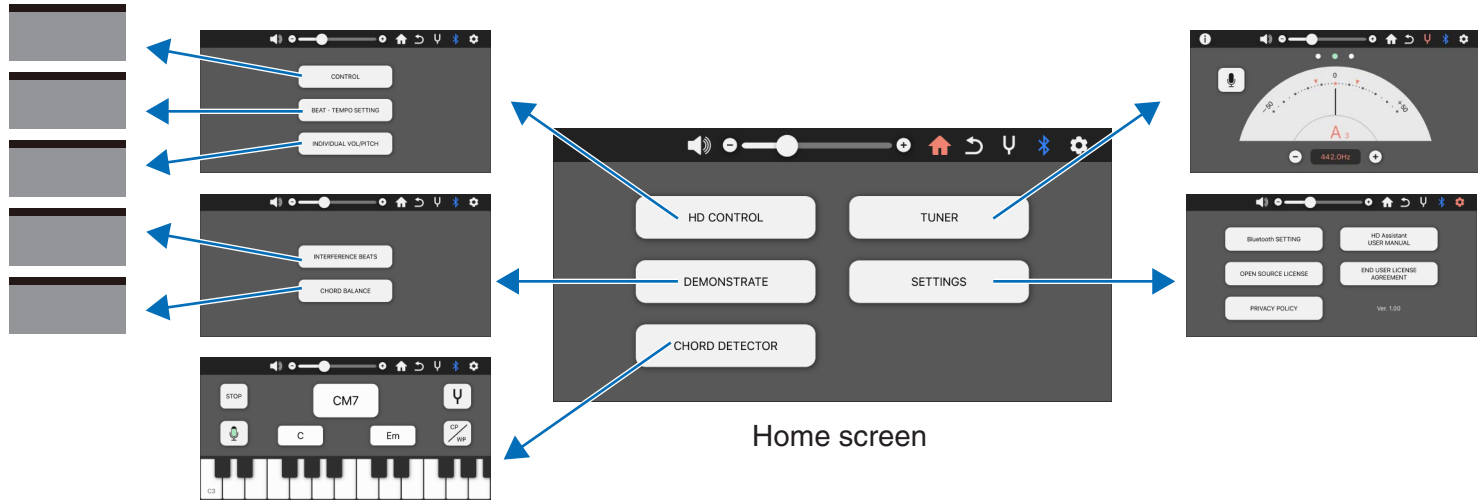 CONTROL
BEAT - TEMPO SETTING
INDIVIDUAL VOL/PITCH
INTERFERENCE BEATS
CHORD BALANCE
STOP
CM7
C
Em
CP
WP
C3
HD CONTROL
TUNER
DEMONSTRATE
SETTINGS
CHORD DETECTOR
Home screen
0
-50
+50
A 3
442.0Hz
Bluetooth SETTING
HD Assistant
USER MANUAL
OPEN SOURCE LICENSE
END USER LICENSE
AGREEMENT
PRIVACY POLICY
Ver. 1.00